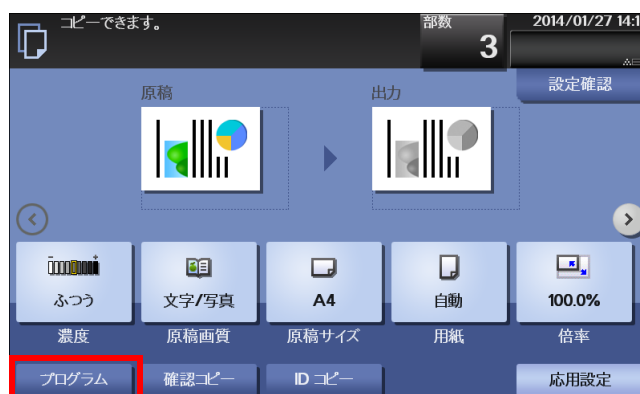 コピーできます。
部数
3
2014/01/27 14:1
設定確認
原稿
出力
ふつう
文字/写真
A4
自動
100.0%
濃度
原稿画質
原稿サイズ
用紙
倍率
プログラム
確認コピー
ID コピー
応用設定